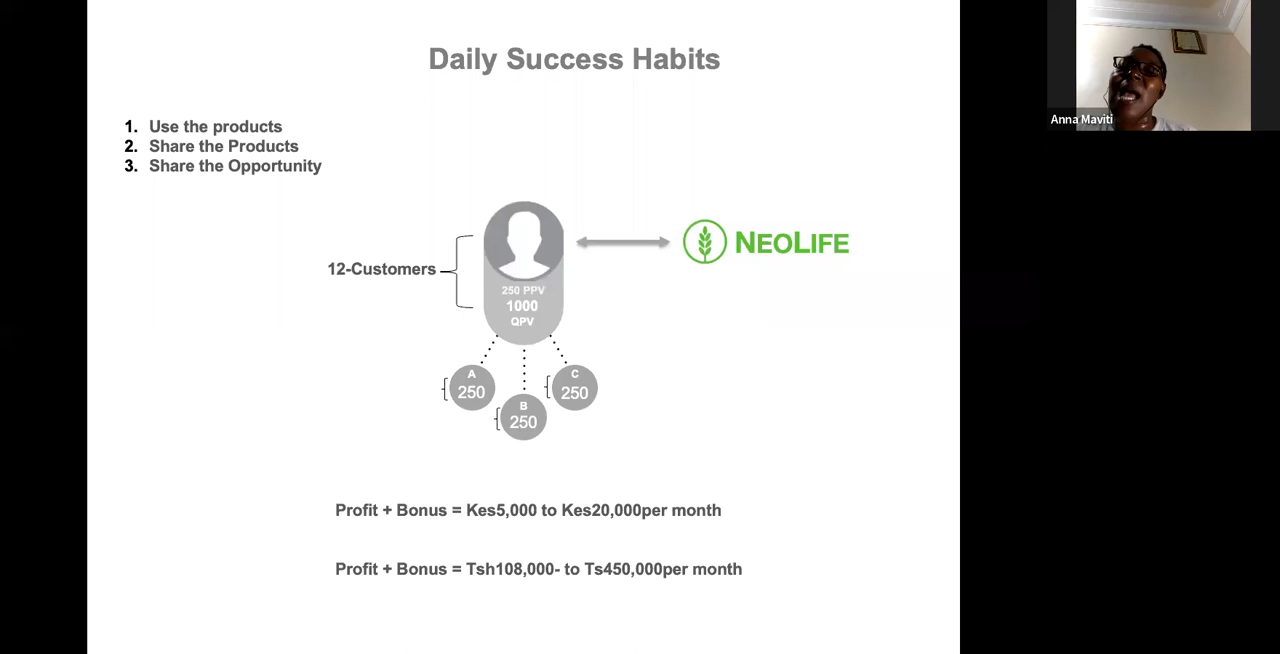 Daily Success Habits
1. Use the products
2. Share the Products
3. Share the Opportunity
12-Customers
250 PPV
1000
QPV
NEOLIFE
A
250
B
250
C
250
Profit + Bonus = Kes5,000 to Kes20,000per month
Profit + Bonus = Tsh108,000- to Ts450,000per month
Anna Maviti